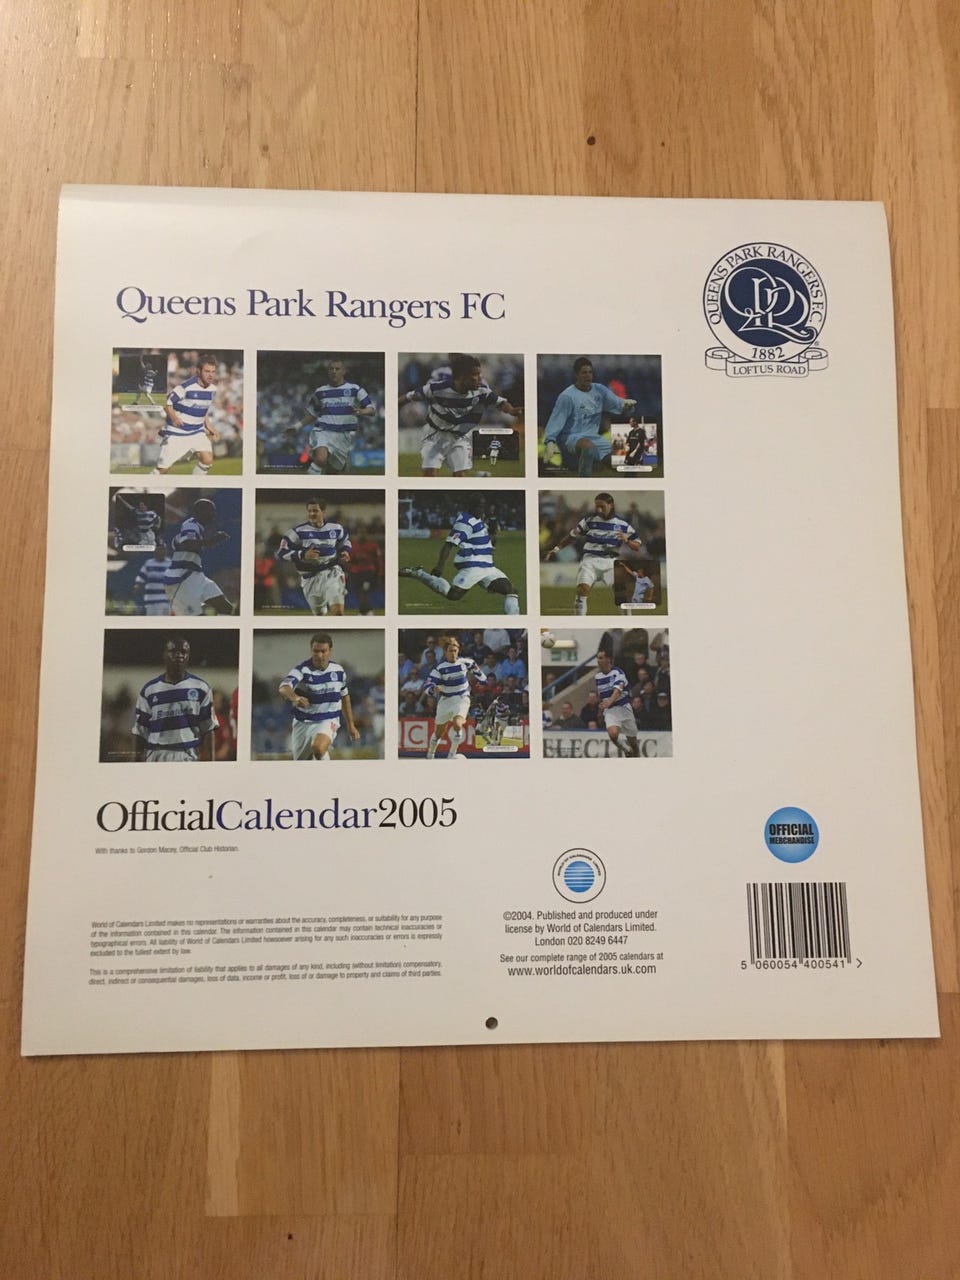 QUEENS PARK RANGERS F.C.
1882
LOFTUS ROAD
Queens Park Rangers FC
ELECTRIC
OfficialCalendar2005
With thanks to Gordon Macey, Official Club Historian.
OFFICIAL
MERCHANDISE
World of Calendars Limited makes no representations or warranties about the accuracy, completeness, or suitability for any purpose
of the information contained in this calendar. The information contained in this calendar may contain technical inaccuracies or
typographical errors. All liability of World of Calendars Limited howsoever arising for any such inaccuracies or errors is expressly
excluded to the fullest extent by law.
This is a comprehensive limitation of liability that applies to all damages of any kind, including (without limitation) compensatory,
direct, indirect or consequential damages, loss of data, income or profit, loss of or damage to property and claims of third parties.
WORLD OF CALENDARS LIMITED
©2004. Published and produced under
license by World of Calendars Limited.
London 020 8249 6447
See our complete range of 2005 calendars at
www.worldofcalendars.uk.com
5 060054 400541 >